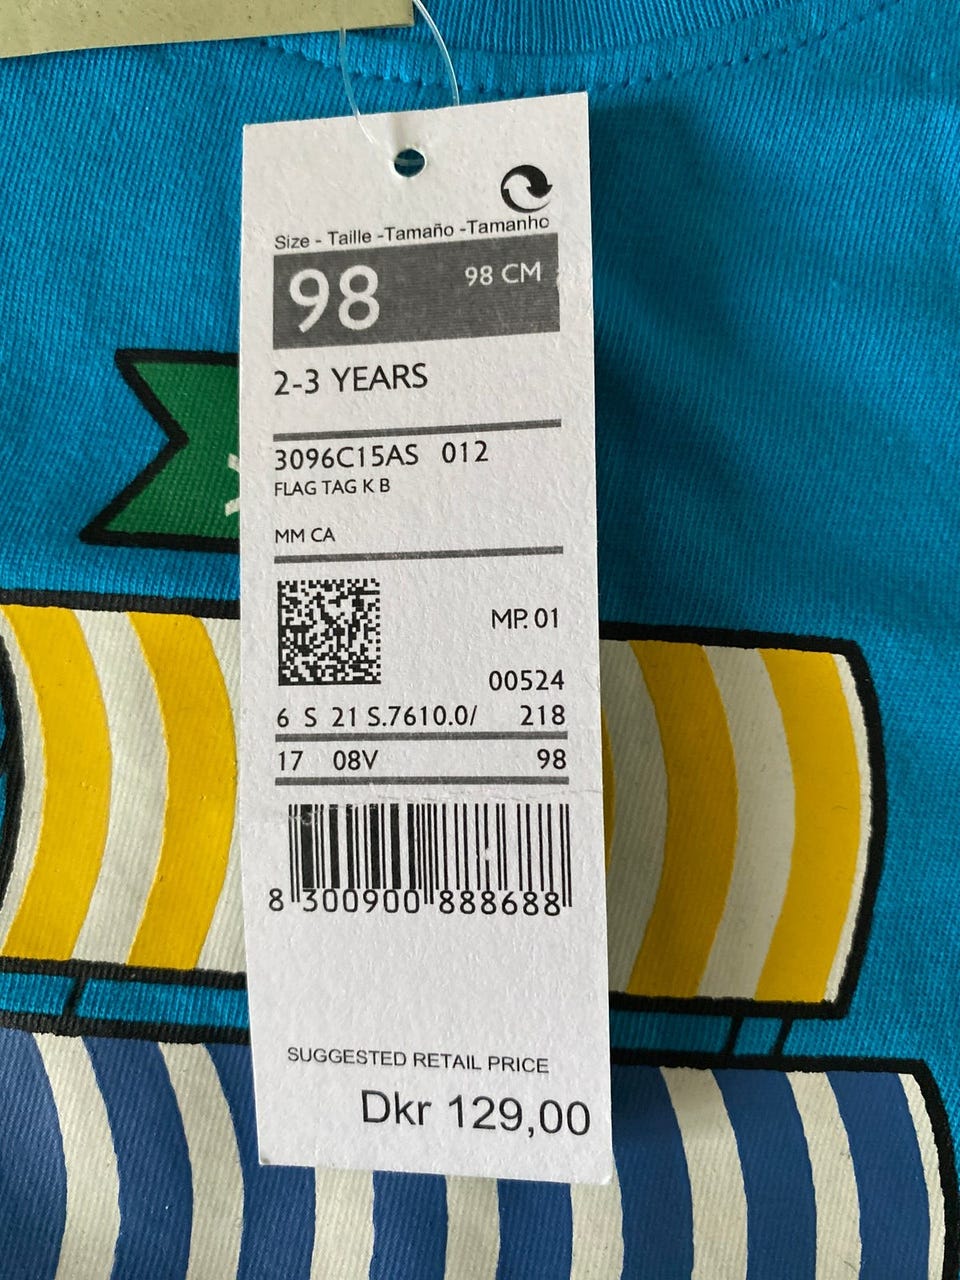 Size - Taille -Tamaño -Tamanho
98 98 CM
2-3 YEARS
3096C15AS 012
FLAG TAG K B
MM CA
MP. 01
00524
6 S 21 S.7610.0/ 218
17 08V 98
8 300900 888688
SUGGESTED RETAIL PRICE
Dkr 129,00